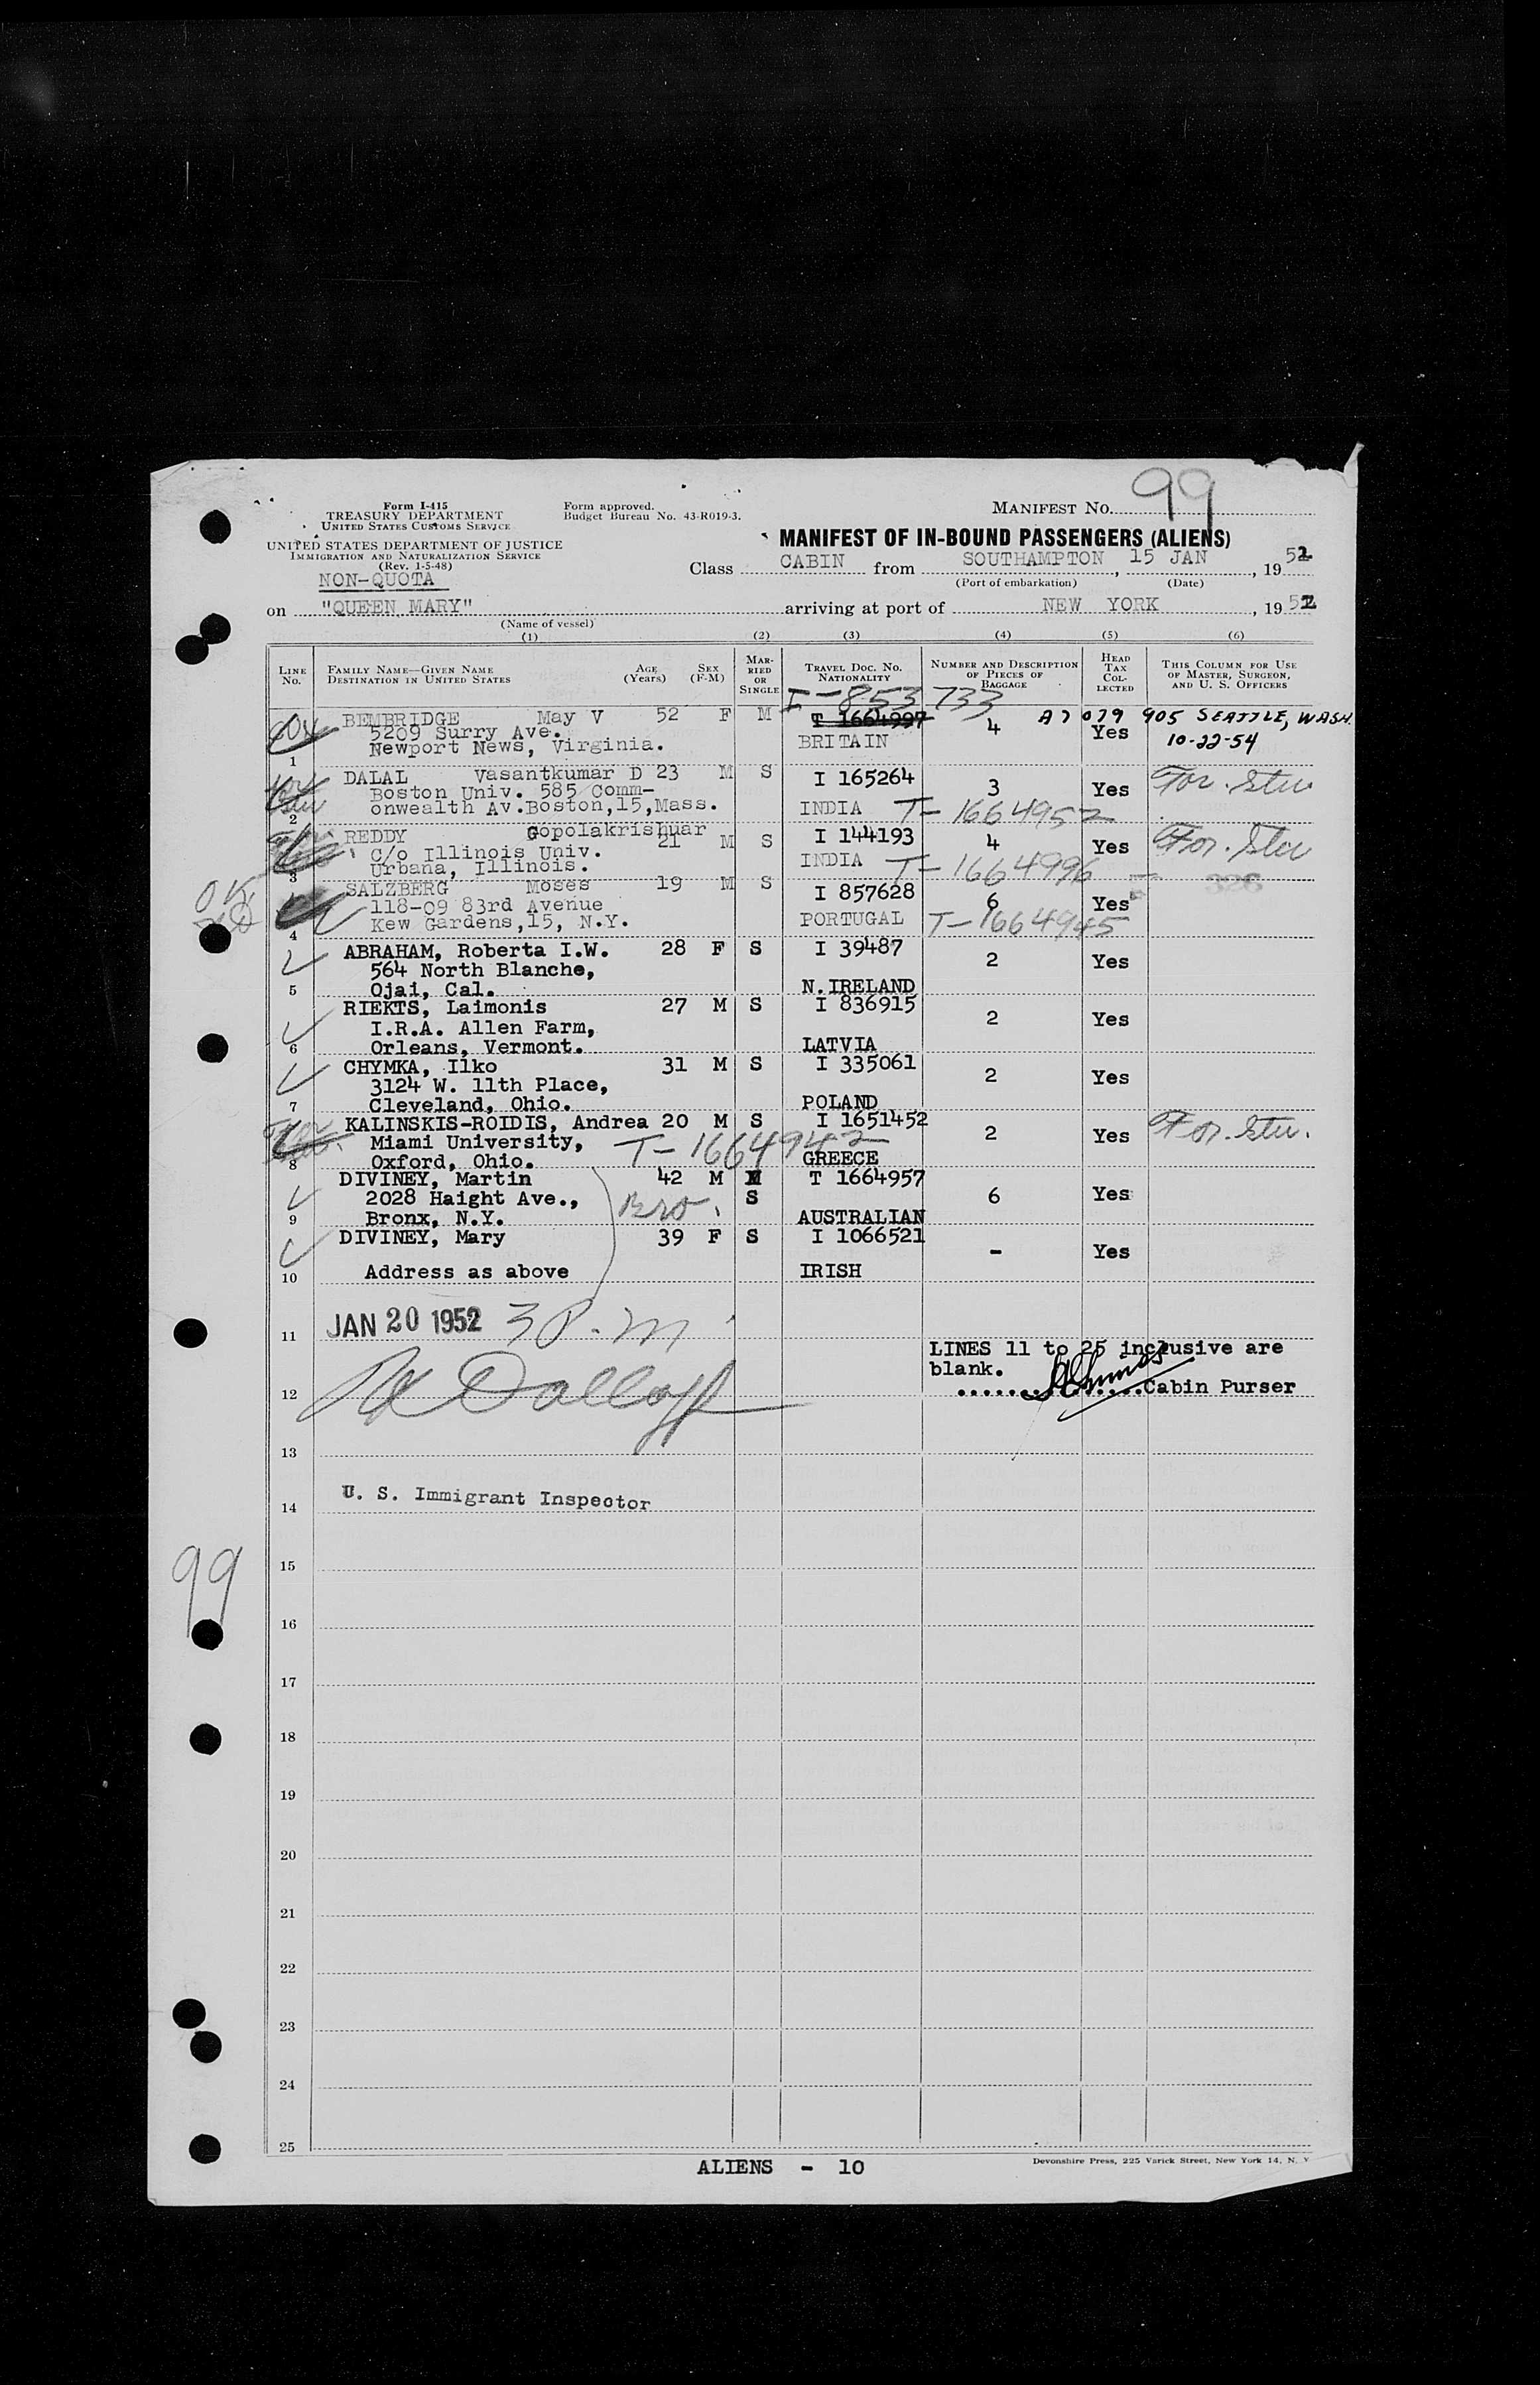 99
Form I-415
TREASURY DEPARTMENT
UNITED STATES CUSTOMS SERVICE
Form approved.
Budget Bureau No. 43-R019-3.
MANIFEST NO. 99
UNITED STATES DEPARTMENT OF JUSTICE
IMMIGRATION AND NATURALIZATION SERVICE
(Rev. 1-5-48)
MANIFEST OF IN-BOUND PASSENGERS (ALIENS)
NON-QUOTA
Class CABIN from SOUTHAMPTON, 15 JAN, 1952
(Port of embarkation) (Date)
on "QUEEN MARY" arriving at port of NEW YORK, 1952
(Name of vessel)
(1) (2) (3) (4) (5) (6)
LINE NO. FAMILY NAME—GIVEN NAME DESTINATION IN UNITED STATES AGE (Years) SEX (F-M) MARRIED OR SINGLE TRAVEL DOC. NO. NATIONALITY NUMBER AND DESCRIPTION OF PIECES OF BAGGAGE HEAD TAX COLLECTED THIS COLUMN FOR USE OF MASTER, SURGEON, AND U. S. OFFICERS
I-853733
BEMBRIDGE May V 52 F M T 1664997 4 Yes A7 079 905 SEATTLE, WASH.
5209 Surry Ave. 10-22-54
1 Newport News, Virginia. BRITAIN
DALAL Vasantkumar D 23 M S I 165264 3 Yes For. Stu
Boston Univ. 585 Comm-
2 onwealth Av.Boston,15,Mass. INDIA T-1664952
REDDY Gopolakrishnar 21 M S I 144193 4 Yes For. Stu
c/o Illinois Univ.
3 Urbana, Illinois. INDIA T-1664996
326
SALZBERG Moses 19 M S I 857628 6 Yes
OK 118-09 83rd Avenue
4 Kew Gardens,15, N.Y. PORTUGAL T-1664945
ABRAHAM, Roberta I.W. 28 F S I 39487 2 Yes
564 North Blanche,
5 Ojai, Cal. N.IRELAND
RIEKTS, Laimonis 27 M S I 836915 2 Yes
I.R.A. Allen Farm,
6 Orleans, Vermont. LATVIA
CHYMKA, Ilko 31 M S I 335061 2 Yes
3124 W. 11th Place,
7 Cleveland, Ohio. POLAND
KALINSKIS-ROIDIS, Andrea 20 M S I 1651452 2 Yes For. Stu.
Miami University, T-1664942
8 Oxford, Ohio. GREECE
DIVINEY, Martin 42 M S T 1664957 6 Yes
2028 Haight Ave., Bro.
9 Bronx, N.Y. AUSTRALIAN
DIVINEY, Mary 39 F S I 1066521 - Yes
10 Address as above IRISH
11 JAN 20 1952 3 P.M
LINES 11 to 25 inclusive are
blank.
12 Cabin Purser
13
14 U. S. Immigrant Inspector
15
99
16
17
18
19
20
21
22
23
24
25
ALIENS - 10
Devonshire Press, 225 Varick Street, New York 14, N. Y.